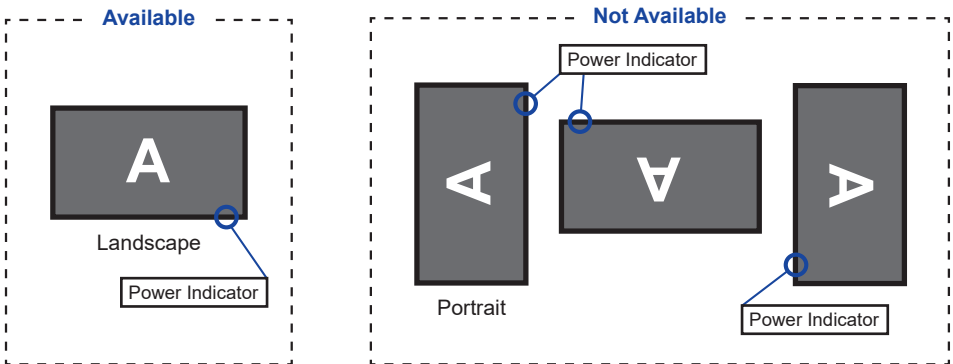 Available
A
Landscape
Power Indicator
Not Available
Power Indicator
A
A
A
Portrait
Power Indicator